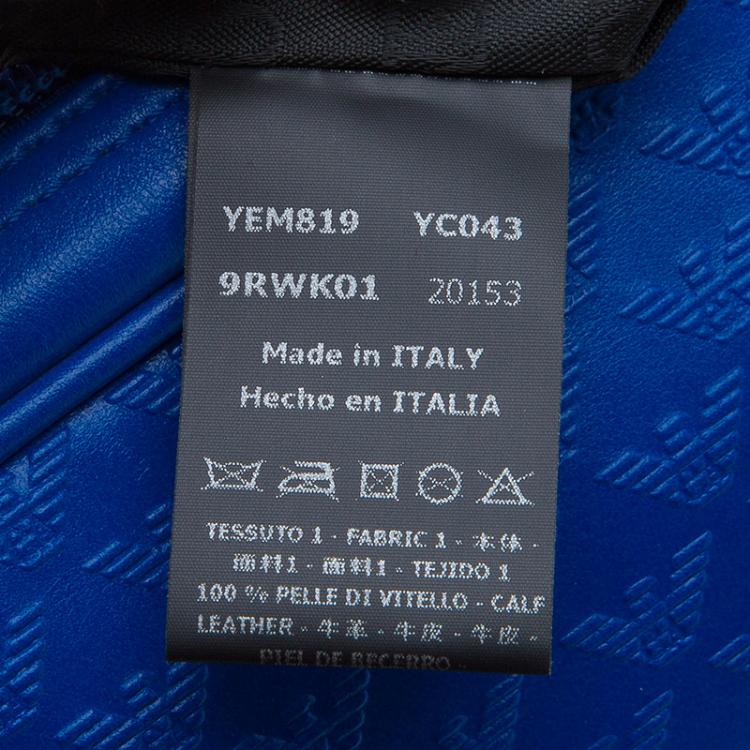 YEM819 YC043
9RWK01 20153
Made in ITALY
Hecho en ITALIA
TESSUTO 1 - FABRIC 1 - 本体 -
面料1 - 面料1 - TEJIDO 1
100 % PELLE DI VITELLO - CALF
LEATHER - 牛革 - 牛皮 - 牛皮 -
PIEL DE BECERRO -